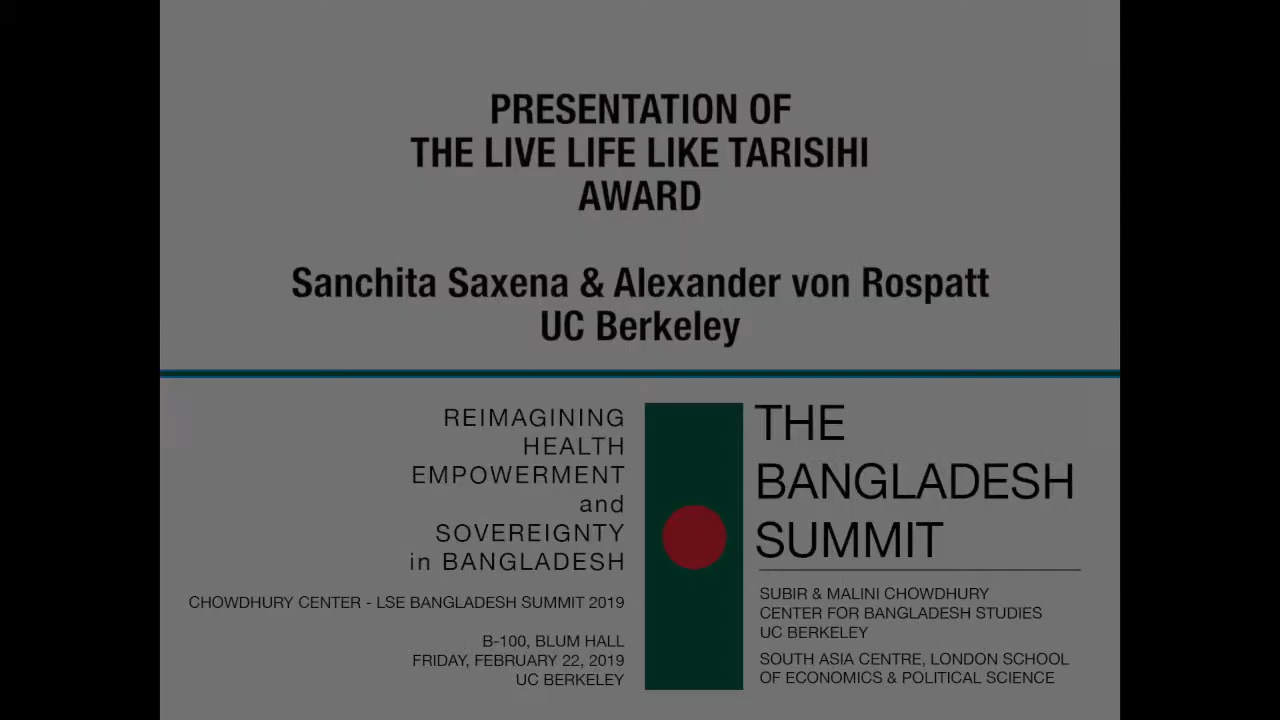 PRESENTATION OF
THE LIVE LIFE LIKE TARISIHI
AWARD
Sanchita Saxena & Alexander von Rospatt
UC Berkeley
REIMAGINING
HEALTH
EMPOWERMENT
and
SOVEREIGNTY
in BANGLADESH
CHOWDHURY CENTER - LSE BANGLADESH SUMMIT 2019
B-100, BLUM HALL
FRIDAY, FEBRUARY 22, 2019
UC BERKELEY
THE
BANGLADESH
SUMMIT
SUBIR & MALINI CHOWDHURY
CENTER FOR BANGLADESH STUDIES
UC BERKELEY
SOUTH ASIA CENTRE, LONDON SCHOOL
OF ECONOMICS & POLITICAL SCIENCE